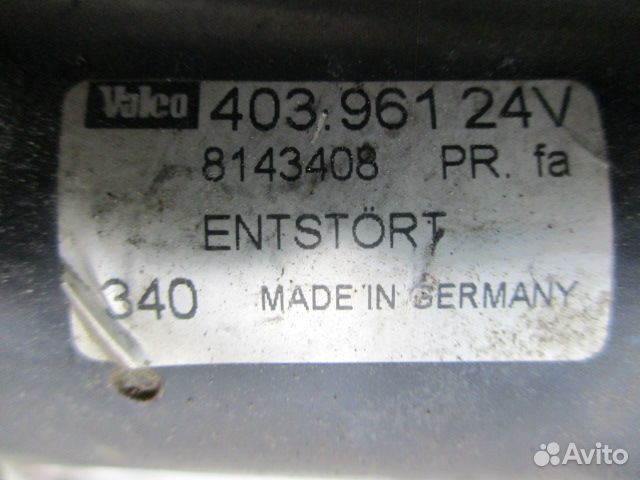 Valeo 403.961 24V
8143408 PR. fa
ENTSTÖRT
340 MADE IN GERMANY
Avito